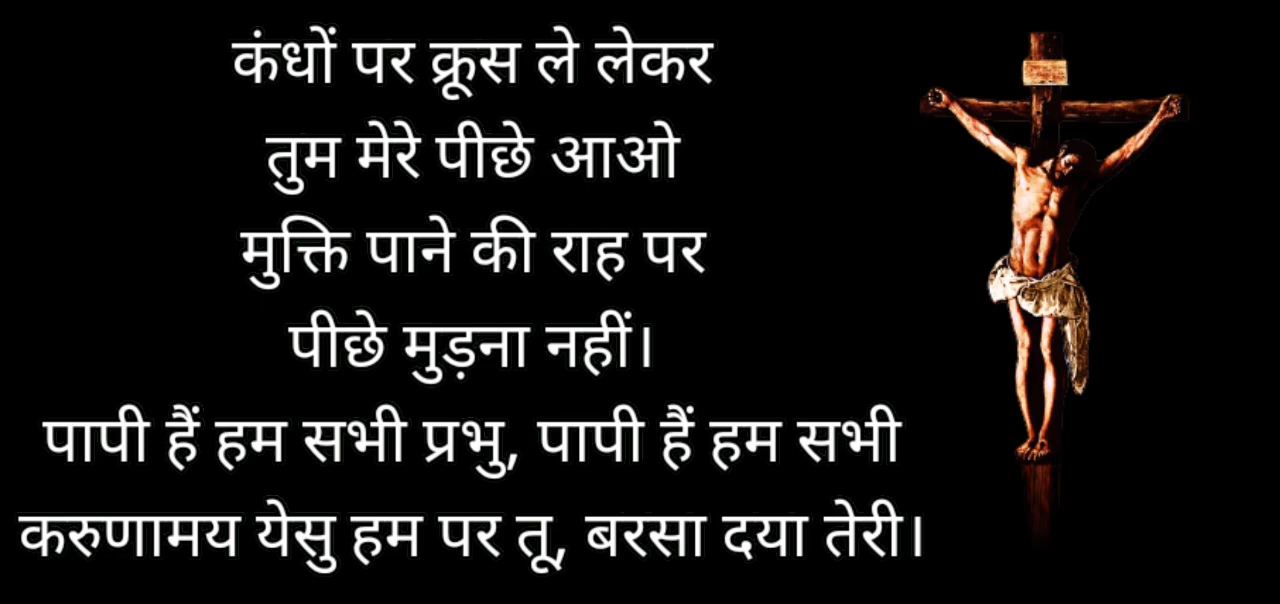 कंधों पर क्रूस ले लेकर
तुम मेरे पीछे आओ
मुक्ति पाने की राह पर
पीछे मुड़ना नहीं।
पापी हैं हम सभी प्रभु, पापी हैं हम सभी
करुणामय येसु हम पर तू, बरसा दया तेरी।